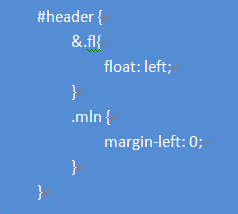 #header {
&.fl{
float: left;
}
.mln {
margin-left: 0;
}
}